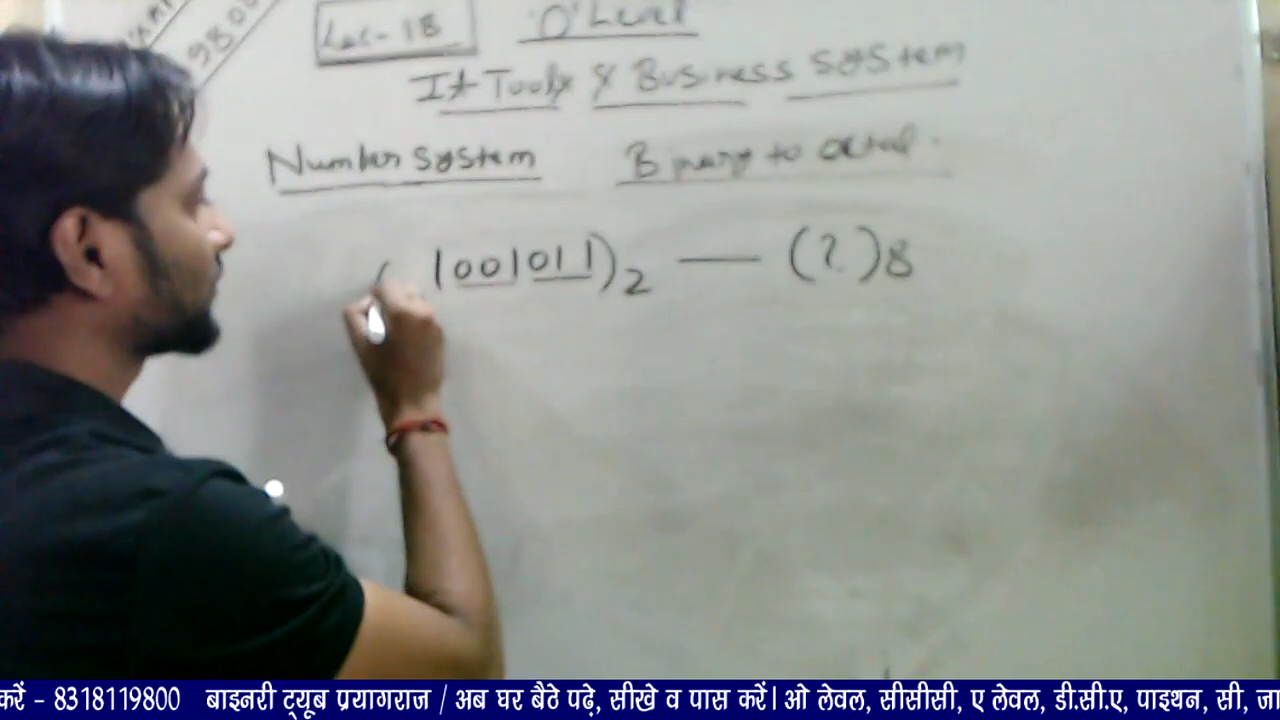 9800
Lec-18 'O' Level
It Tools & Business system
Number system Binary to octal.
( 1001011)2 — (?)8
करें – 8318119800 बाइनरी ट्यूब प्रयागराज / अब घर बैठे पढ़े, सीखे व पास करें। ओ लेवल, सीसीसी, ए लेवल, डी.सी.ए, पाइथन, सी, जा